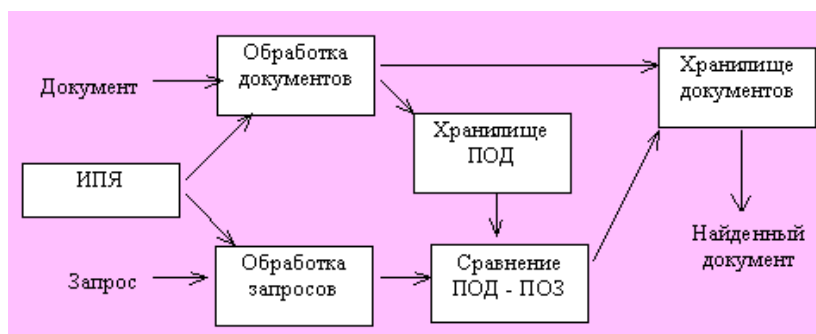 Обработка
документов
Хранилище
документов
Документ
Хранилище
ПОД
ИПЯ
Найденный
документ
Запрос
Обработка
запросов
Сравнение
ПОД - ПОЗ